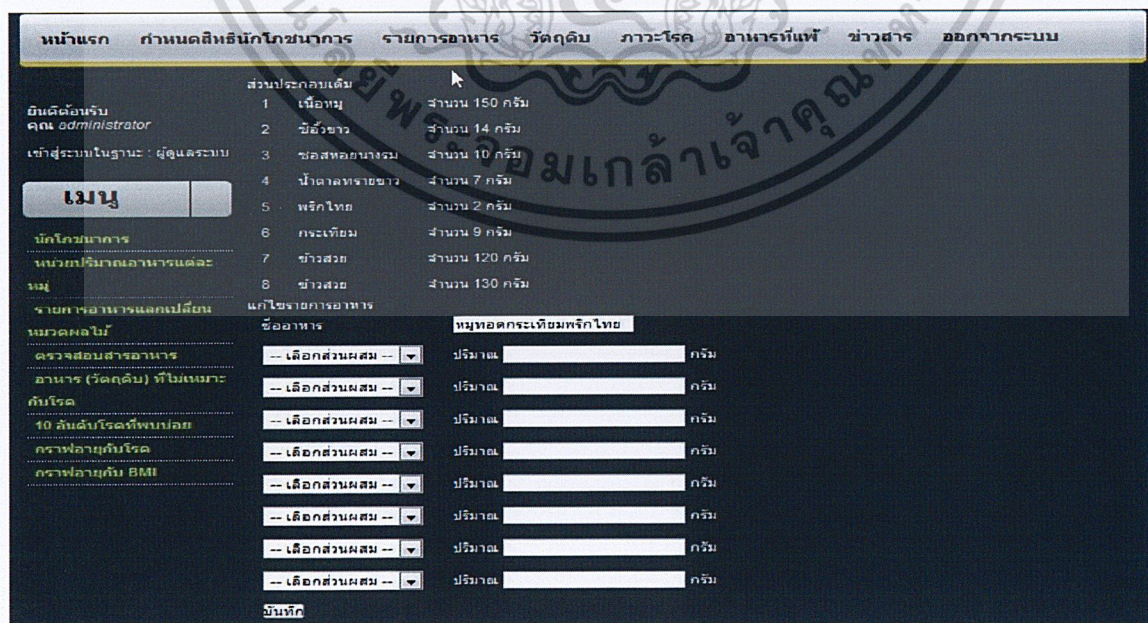 หน้าแรก กำหนดสิทธินักโภชนาการ รายการอาหาร วัตถุดิบ ภาวะโรค อาหารที่แพ้ ข่าวสาร ออกจากระบบ
ยินดีต้อนรับ
คุณ administrator
เข้าสู่ระบบในฐานะ : ผู้ดูแลระบบ
เมนู
นักโภชนาการ
หน่วยปริมาณอาหารแต่ละ
หมู่
รายการอาหารแลกเปลี่ยน
หมวดผลไม้
ตรวจสอบสารอาหาร
อาหาร (วัตถุดิบ) ที่ไม่เหมาะ
กับโรค
10 อันดับโรคที่พบบ่อย
กราฟอายุกับโรค
กราฟอายุกับ BMI
ส่วนประกอบเดิม
1 เนื้อหมู จำนวน 150 กรัม
2 ซีอิ้วขาว จำนวน 14 กรัม
3 ซอสหอยนางรม จำนวน 10 กรัม
4 น้ำตาลทรายขาว จำนวน 7 กรัม
5 พริกไทย จำนวน 2 กรัม
6 กระเทียม จำนวน 9 กรัม
7 ข้าวสวย จำนวน 120 กรัม
8 ข้าวสวย จำนวน 130 กรัม
แก้ไขรายการอาหาร
ชื่ออาหาร หมูทอดกระเทียมพริกไทย
-- เลือกส่วนผสม -- ปริมาณ กรัม
-- เลือกส่วนผสม -- ปริมาณ กรัม
-- เลือกส่วนผสม -- ปริมาณ กรัม
-- เลือกส่วนผสม -- ปริมาณ กรัม
-- เลือกส่วนผสม -- ปริมาณ กรัม
-- เลือกส่วนผสม -- ปริมาณ กรัม
-- เลือกส่วนผสม -- ปริมาณ กรัม
-- เลือกส่วนผสม -- ปริมาณ กรัม
บันทึก